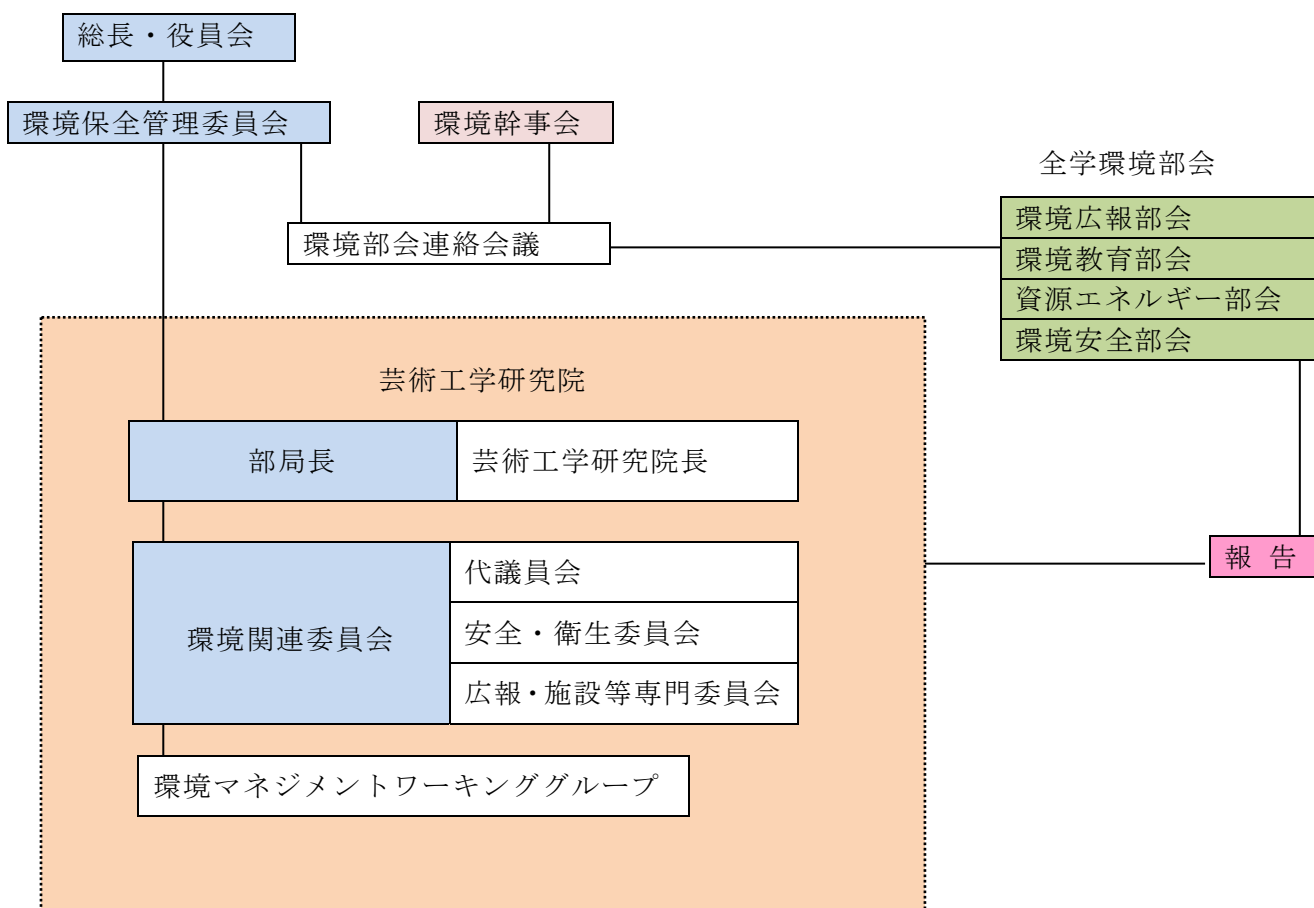 総長・役員会
環境保全管理委員会
環境幹事会
全学環境部会
環境部会連絡会議
環境広報部会
環境教育部会
資源エネルギー部会
環境安全部会
芸術工学研究院
部局長
芸術工学研究院長
報 告
環境関連委員会
代議員会
安全・衛生委員会
広報・施設等専門委員会
環境マネジメントワーキンググループ